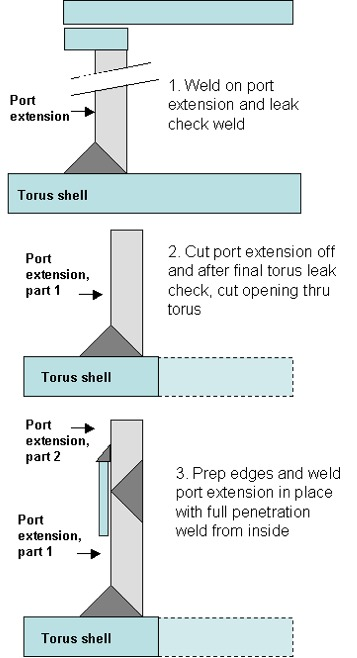 1. Weld on port
extension and leak
check weld
Port
extension
Torus shell
2. Cut port extension off
and after final torus leak
check, cut opening thru
torus
Port
extension,
part 1
Torus shell
Port
extension,
part 2
3. Prep edges and weld
port extension in place
with full penetration
weld from inside
Port
extension,
part 1
Torus shell